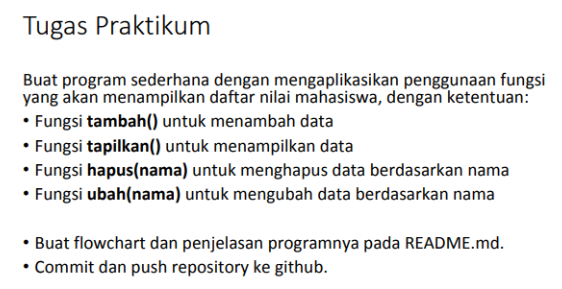 Tugas Praktikum
Buat program sederhana dengan mengaplikasikan penggunaan fungsi
yang akan menampilkan daftar nilai mahasiswa, dengan ketentuan:
• Fungsi tambah() untuk menambah data
• Fungsi tapilkan() untuk menampilkan data
• Fungsi hapus(nama) untuk menghapus data berdasarkan nama
• Fungsi ubah(nama) untuk mengubah data berdasarkan nama
• Buat flowchart dan penjelasan programnya pada README.md.
• Commit dan push repository ke github.